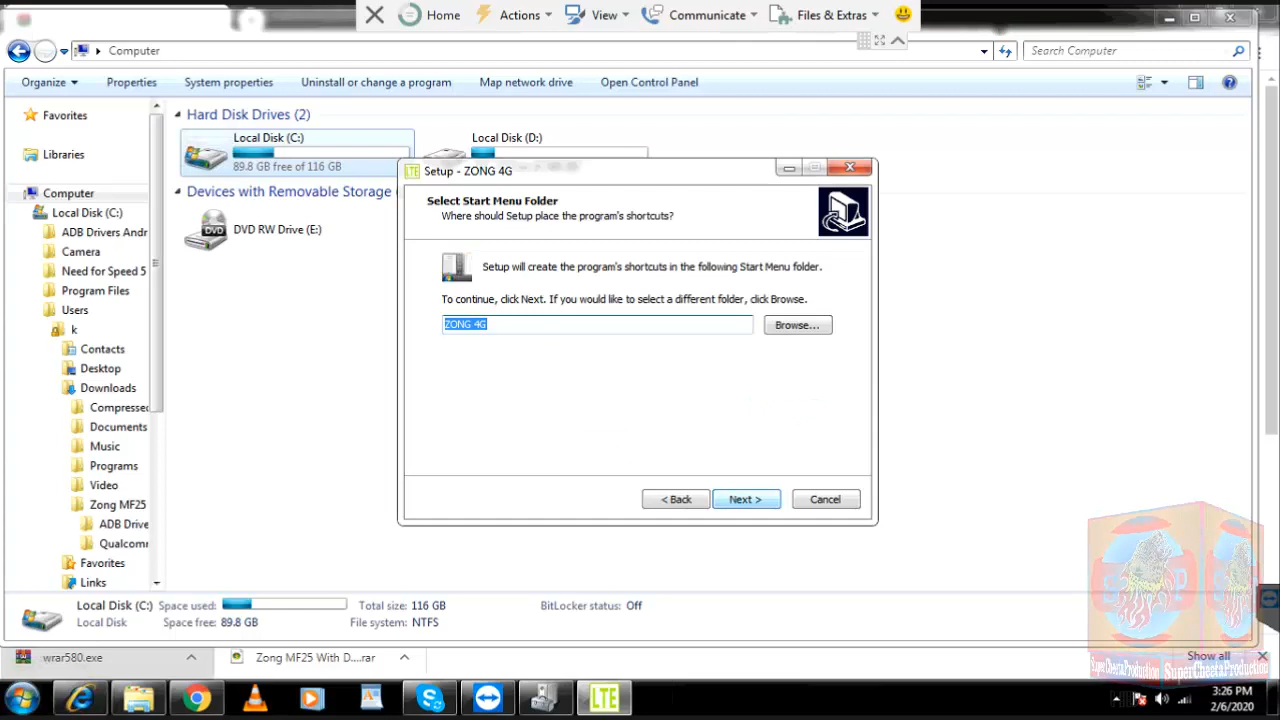 Home
Actions
View
Communicate
Files & Extras
Computer
Search Computer
Organize
Properties
System properties
Uninstall or change a program
Map network drive
Open Control Panel
Favorites
Libraries
Computer
Local Disk (C:)
ADB Drivers Andr
Camera
Need for Speed 5
Program Files
Users
k
Contacts
Desktop
Downloads
Compressed
Documents
Music
Programs
Video
Zong MF25
ADB Drive
Qualcomm
Favorites
Links
Hard Disk Drives (2)
Local Disk (C:)
89.8 GB free of 116 GB
Local Disk (D:)
Devices with Removable Storage
DVD
DVD RW Drive (E:)
LTE Setup - ZONG 4G
Select Start Menu Folder
Where should Setup place the program's shortcuts?
Setup will create the program's shortcuts in the following Start Menu folder.
To continue, click Next. If you would like to select a different folder, click Browse.
ZONG 4G
Browse...
< Back
Next >
Cancel
Local Disk (C:) Space used: Total size: 116 GB BitLocker status: Off
Local Disk Space free: 89.8 GB File system: NTFS
wrar580.exe
Zong MF25 With D....rar
Show all
SuperCheetaProduction SuperCheetaProduction
LTE
3:26 PM
2/6/2020